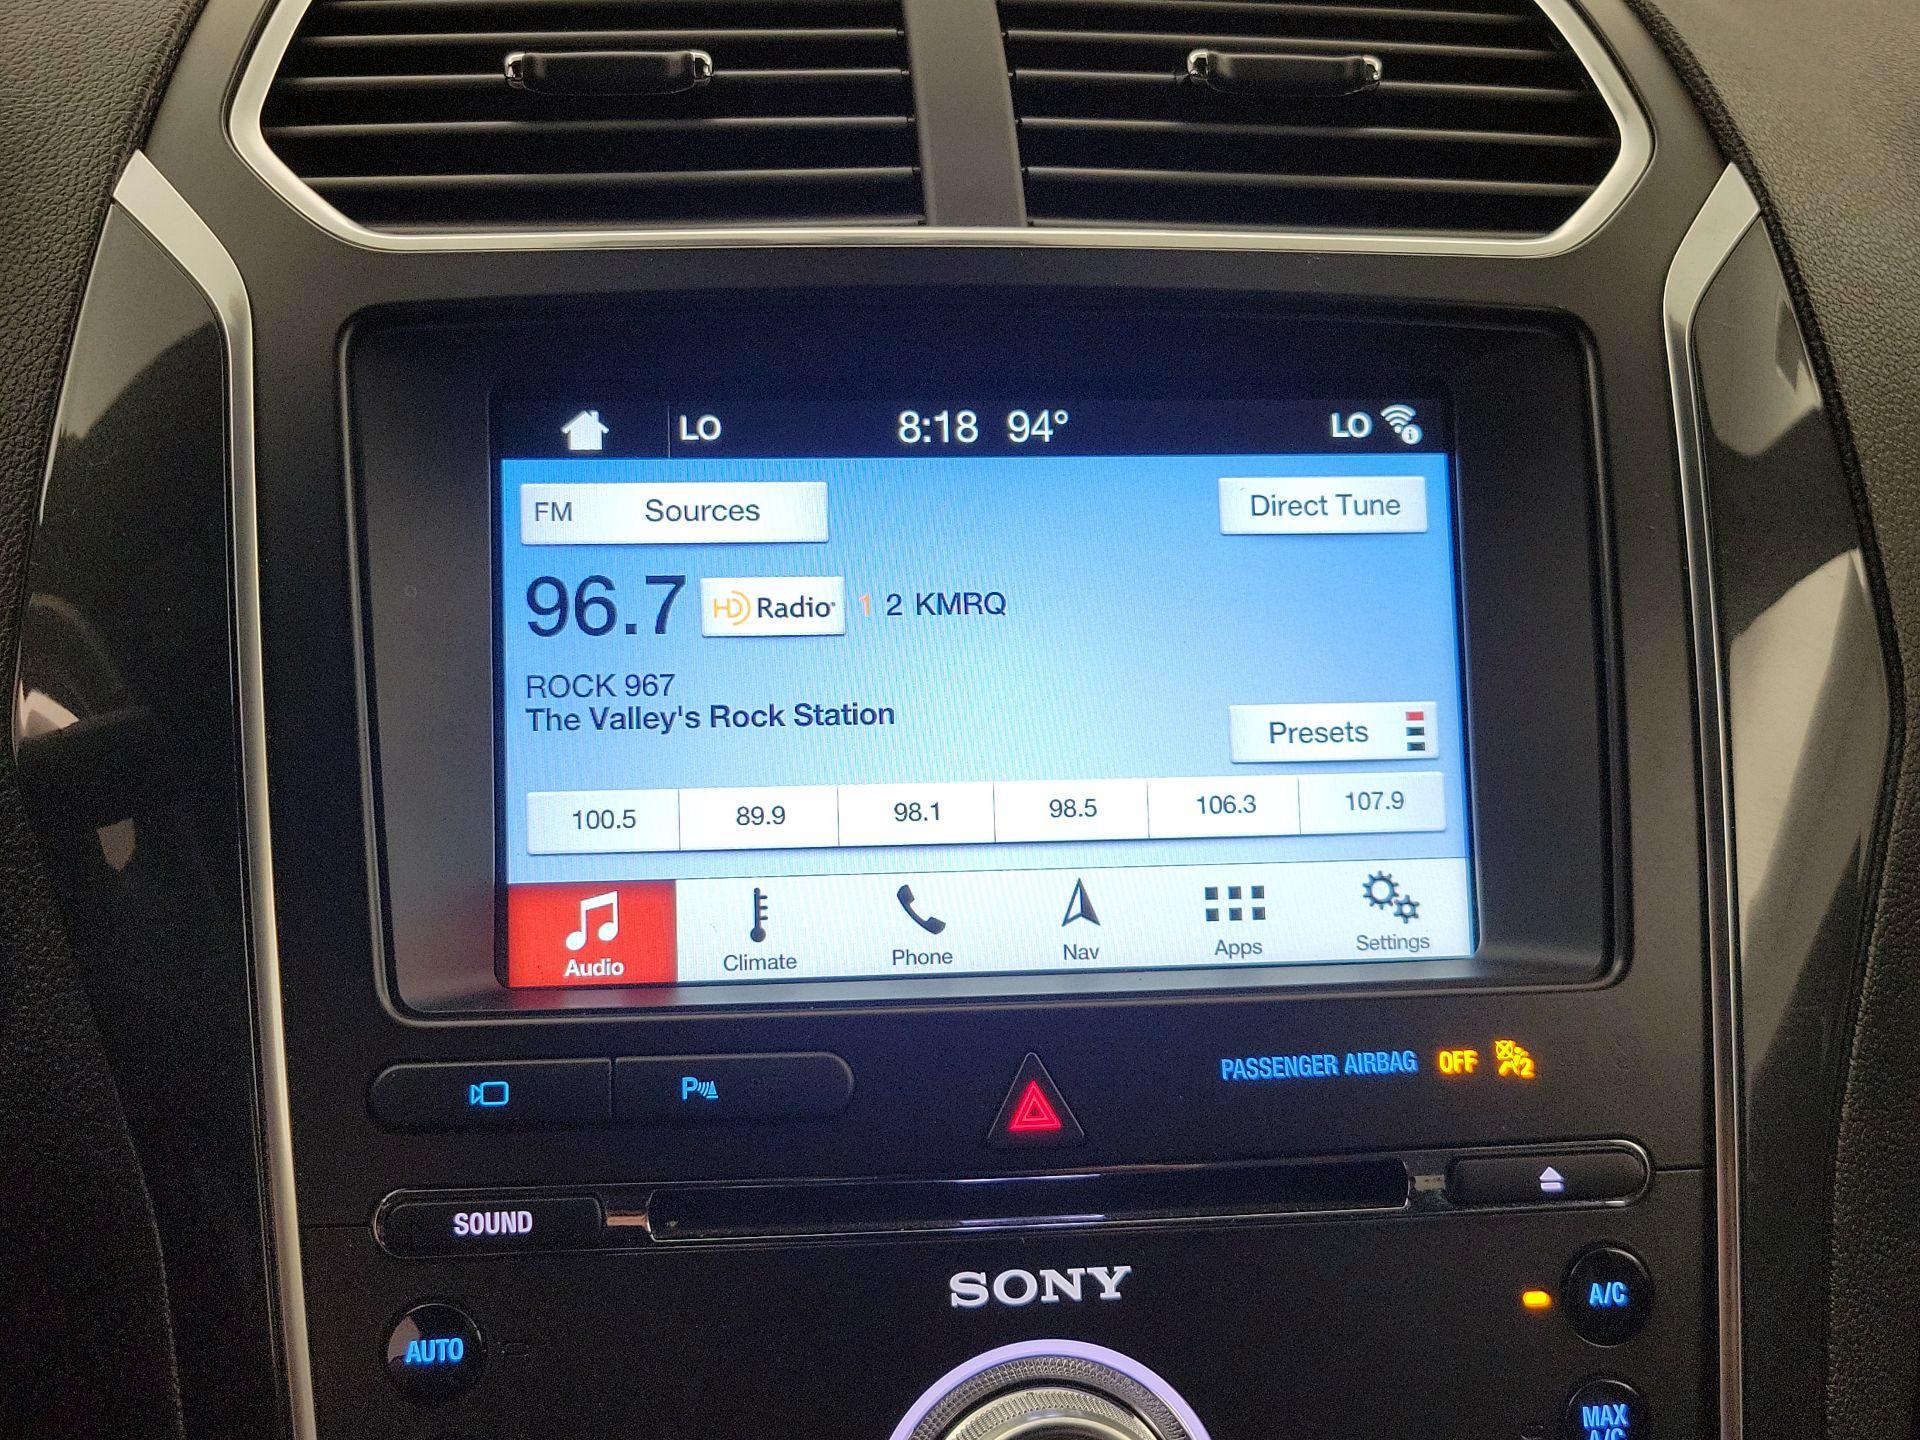 LO 8:18 94° LO
FM Sources Direct Tune
96.7 HD Radio 1 2 KMRQ
ROCK 967
The Valley's Rock Station
Presets
100.5 89.9 98.1 98.5 106.3 107.9
Audio Climate Phone Nav Apps Settings
P PASSENGER AIRBAG OFF 2
SOUND
SONY
AUTO A/C
MAX
A/C